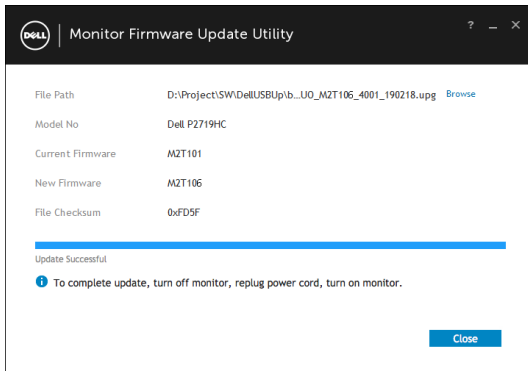 DELL Monitor Firmware Update Utility ? _ ×
File Path D:\Project\SW\DellUSBUp\b...UO_M2T106_4001_190218.upg Browse
Model No Dell P2719HC
Current Firmware M2T101
New Firmware M2T106
File Checksum 0xFD5F
Update Successful
i To complete update, turn off monitor, replug power cord, turn on monitor.
Close